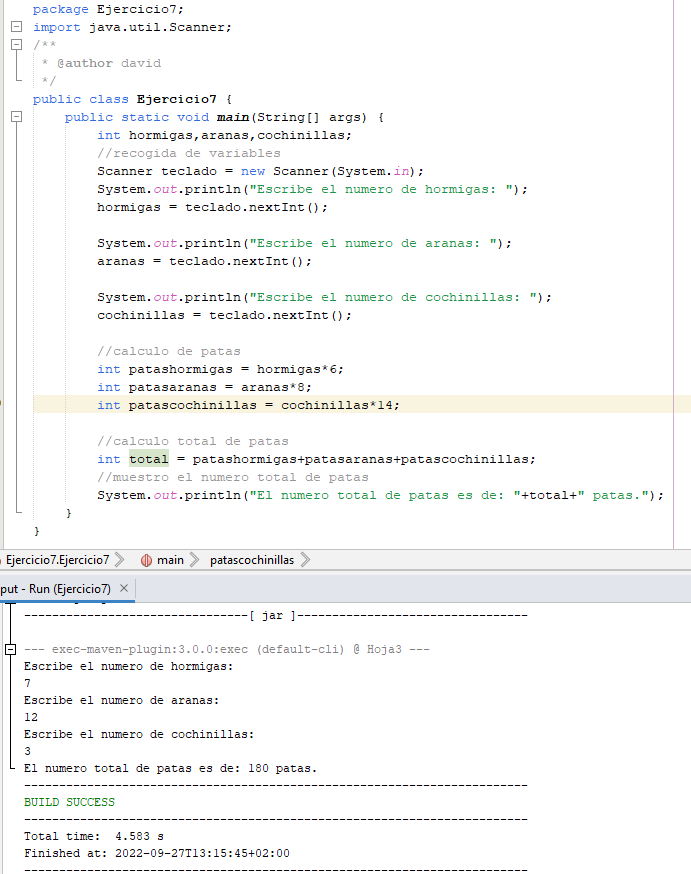 package Ejercicio7;
import java.util.Scanner;
/**
 * @author david
 */
public class Ejercicio7 {
    public static void main(String[] args) {
        int hormigas,aranas,cochinillas;
        //recogida de variables
        Scanner teclado = new Scanner(System.in);
        System.out.println("Escribe el numero de hormigas: ");
        hormigas = teclado.nextInt();

        System.out.println("Escribe el numero de aranas: ");
        aranas = teclado.nextInt();

        System.out.println("Escribe el numero de cochinillas: ");
        cochinillas = teclado.nextInt();

        //calculo de patas
        int patashormigas = hormigas*6;
        int patasaranas = aranas*8;
        int patascochinillas = cochinillas*14;

        //calculo total de patas
        int total = patashormigas+patasaranas+patascochinillas;
        //muestro el numero total de patas
        System.out.println("El numero total de patas es de: "+total+" patas.");
    }
}
Ejercicio7.Ejercicio7 main patascochinillas
put - Run (Ejercicio7) ×
--------------------------------[ jar ]---------------------------------
--- exec-maven-plugin:3.0.0:exec (default-cli) @ Hoja3 ---
Escribe el numero de hormigas:
7
Escribe el numero de aranas:
12
Escribe el numero de cochinillas:
3
El numero total de patas es de: 180 patas.
------------------------------------------------------------------------
BUILD SUCCESS
------------------------------------------------------------------------
Total time:  4.583 s
Finished at: 2022-09-27T13:15:45+02:00
------------------------------------------------------------------------